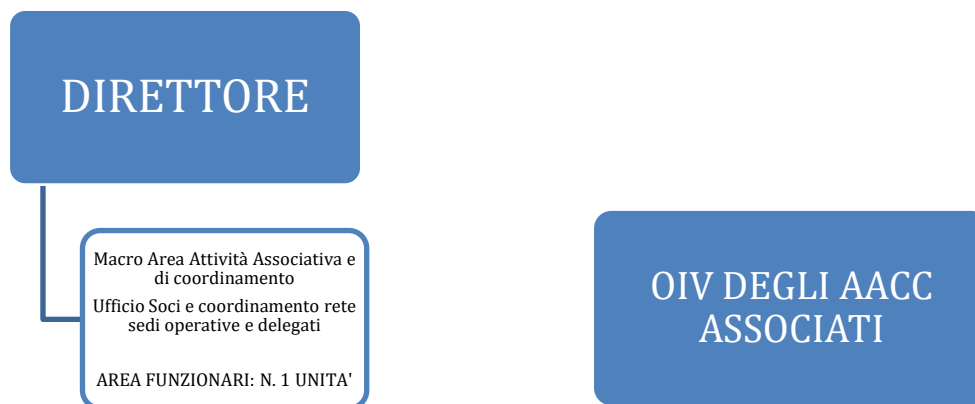 DIRETTORE
Macro Area Attività Associativa e
di coordinamento
Ufficio Soci e coordinamento rete
sedi operative e delegati
AREA FUNZIONARI: N. 1 UNITA'
OIV DEGLI AACC
ASSOCIATI